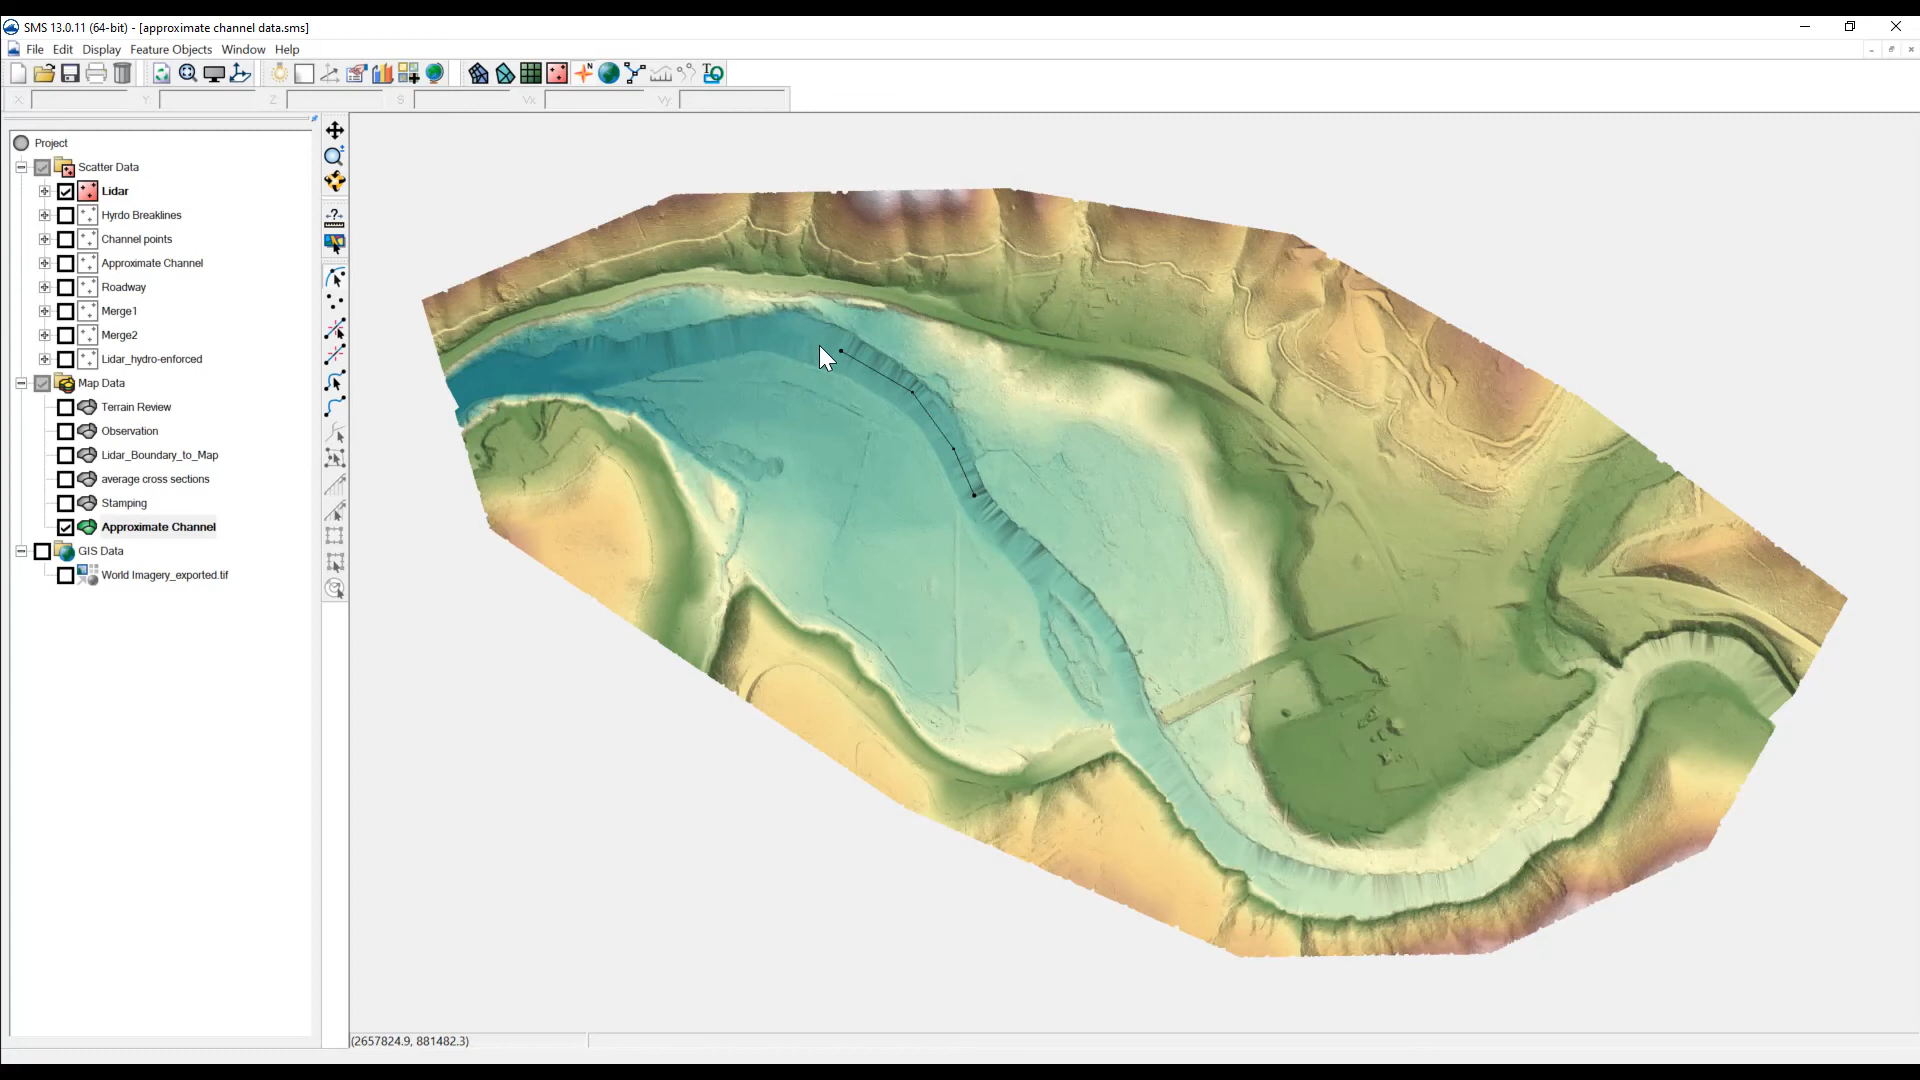 SMS 13.0.11 (64-bit) - [approximate channel data.sms]
File Edit Display Feature Objects Window Help
X: Y: Z: S Vx: Vy:
Project
Scatter Data
Lidar
Hyrdo Breaklines
Channel points
Approximate Channel
Roadway
Merge1
Merge2
Lidar_hydro-enforced
Map Data
Terrain Review
Observation
Lidar_Boundary_to_Map
average cross sections
Stamping
Approximate Channel
GIS Data
World Imagery_exported.tif
(2657824.9, 881482.3)